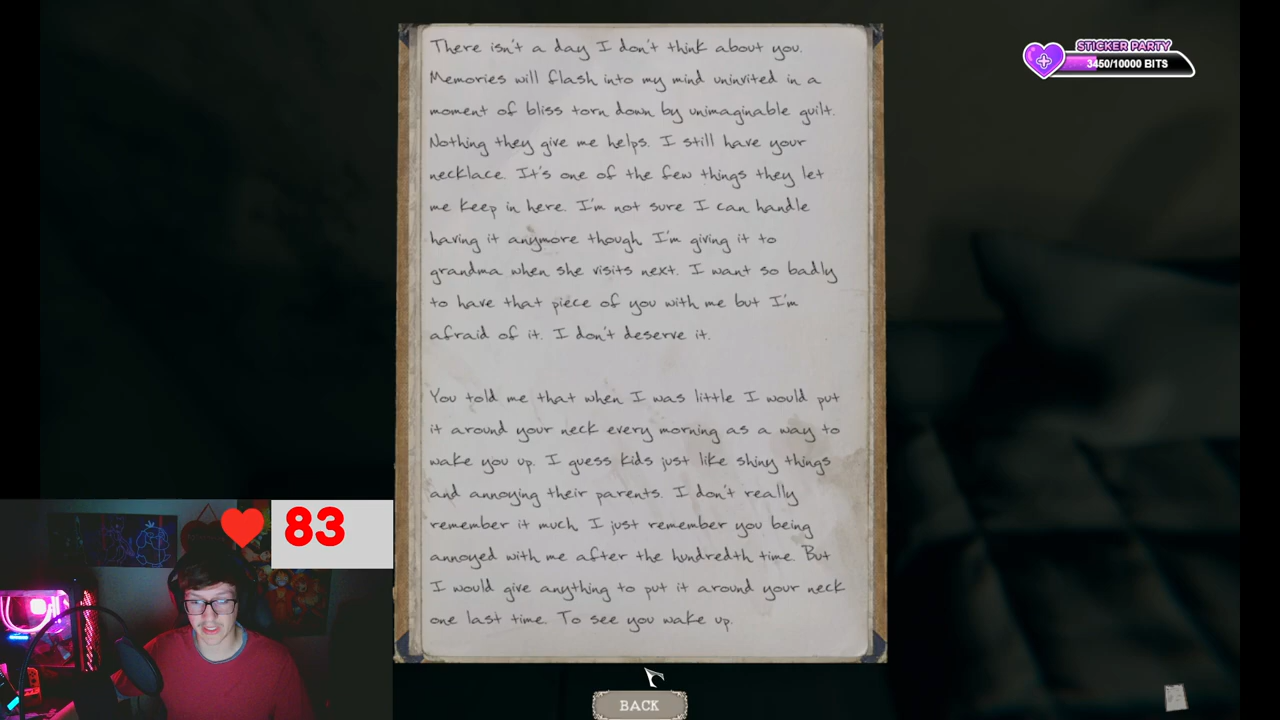 There isn't a day I don't think about you.
Memories will flash into my mind uninvited in a
moment of bliss torn down by unimaginable guilt.
Nothing they give me helps. I still have your
necklace. It's one of the few things they let
me keep in here. I'm not sure I can handle
having it anymore though, I'm giving it to
grandma when she visits next. I want so badly
to have that piece of you with me but I'm
afraid of it. I don't deserve it.
You told me that when I was little I would put
it around your neck every morning as a way to
wake you up. I guess kids just like shiny things
and annoying their parents. I don't really
remember it much, I just remember you being
annoyed with me after the hundredth time. But
I would give anything to put it around your neck
one last time. To see you wake up.
BACK
STICKER PARTY
3450/10000 BITS
83